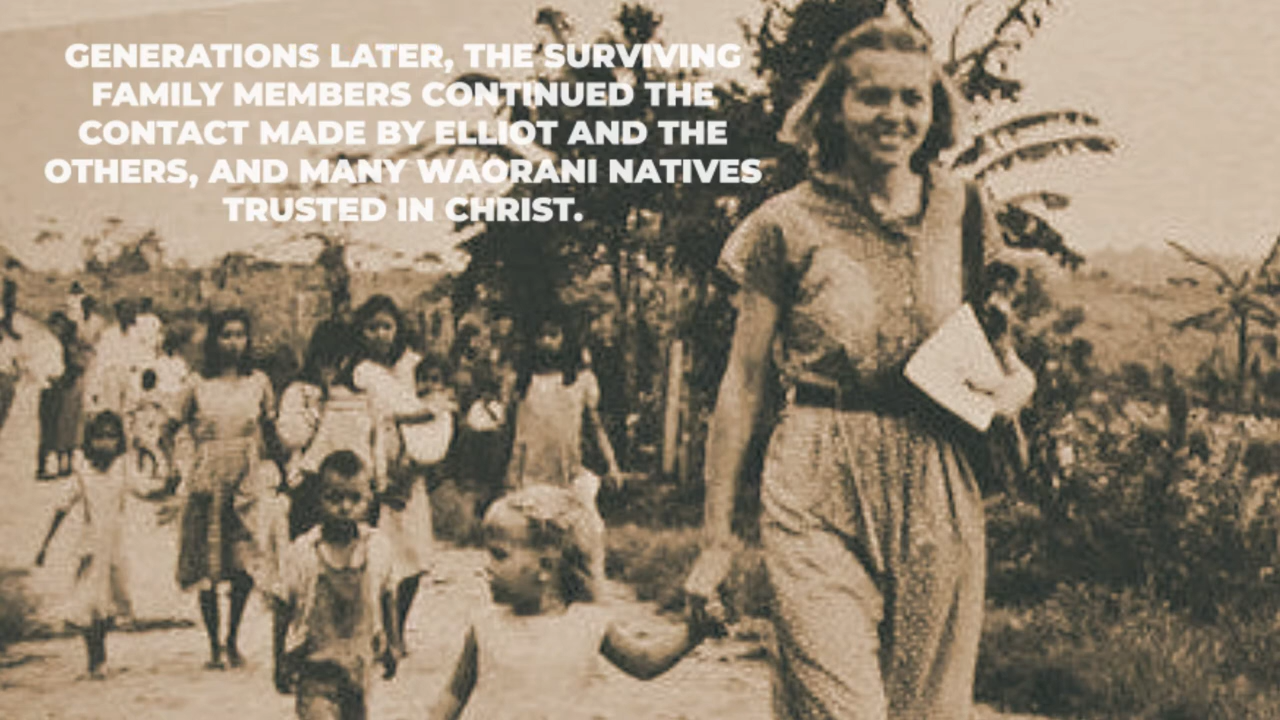 GENERATIONS LATER, THE SURVIVING
FAMILY MEMBERS CONTINUED THE
CONTACT MADE BY ELLIOT AND THE
OTHERS, AND MANY WAORANI NATIVES
TRUSTED IN CHRIST.